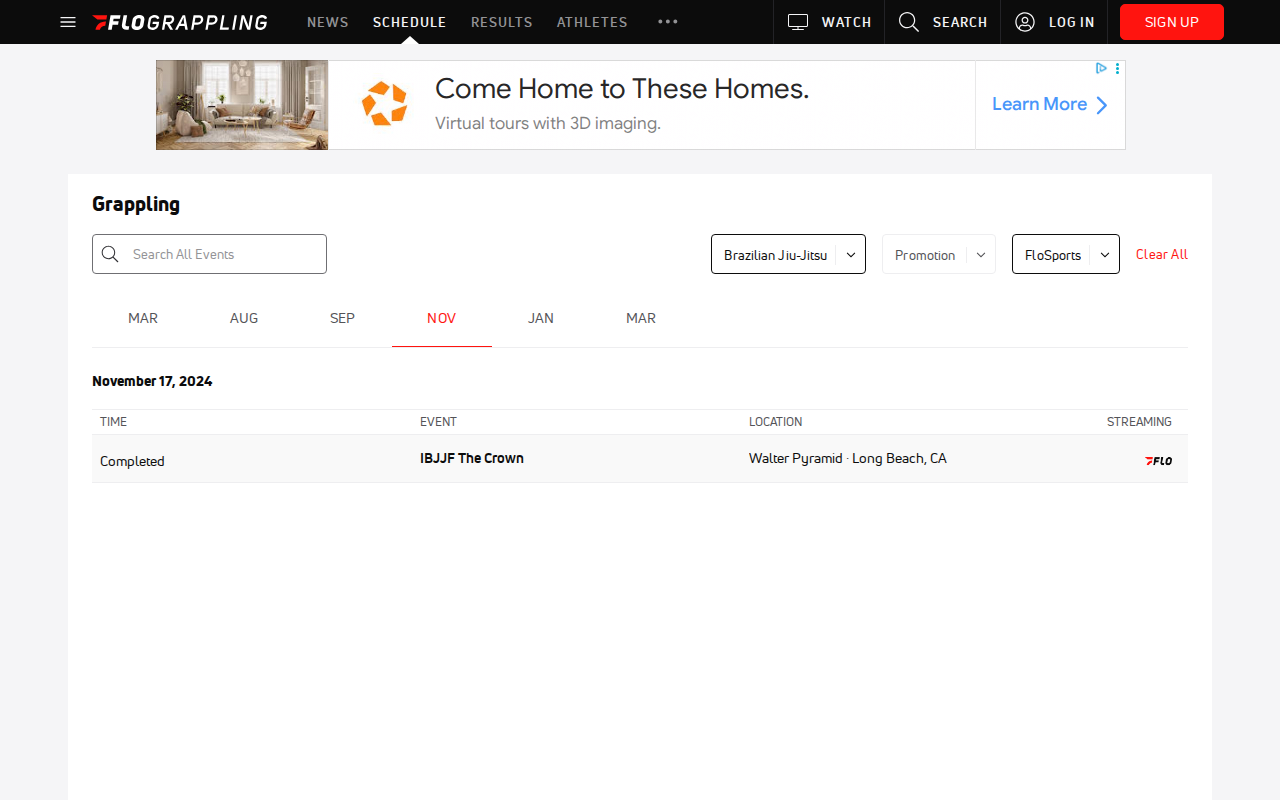 FLOGRAPPLING NEWS SCHEDULE RESULTS ATHLETES WATCH SEARCH LOG IN SIGN UP
Come Home to These Homes.
Virtual tours with 3D imaging.
Learn More
Grappling
Search All Events Brazilian Jiu-Jitsu Promotion FloSports Clear All
MAR AUG SEP NOV JAN MAR
November 17, 2024
TIME EVENT LOCATION STREAMING
Completed IBJJF The Crown Walter Pyramid · Long Beach, CA FLO